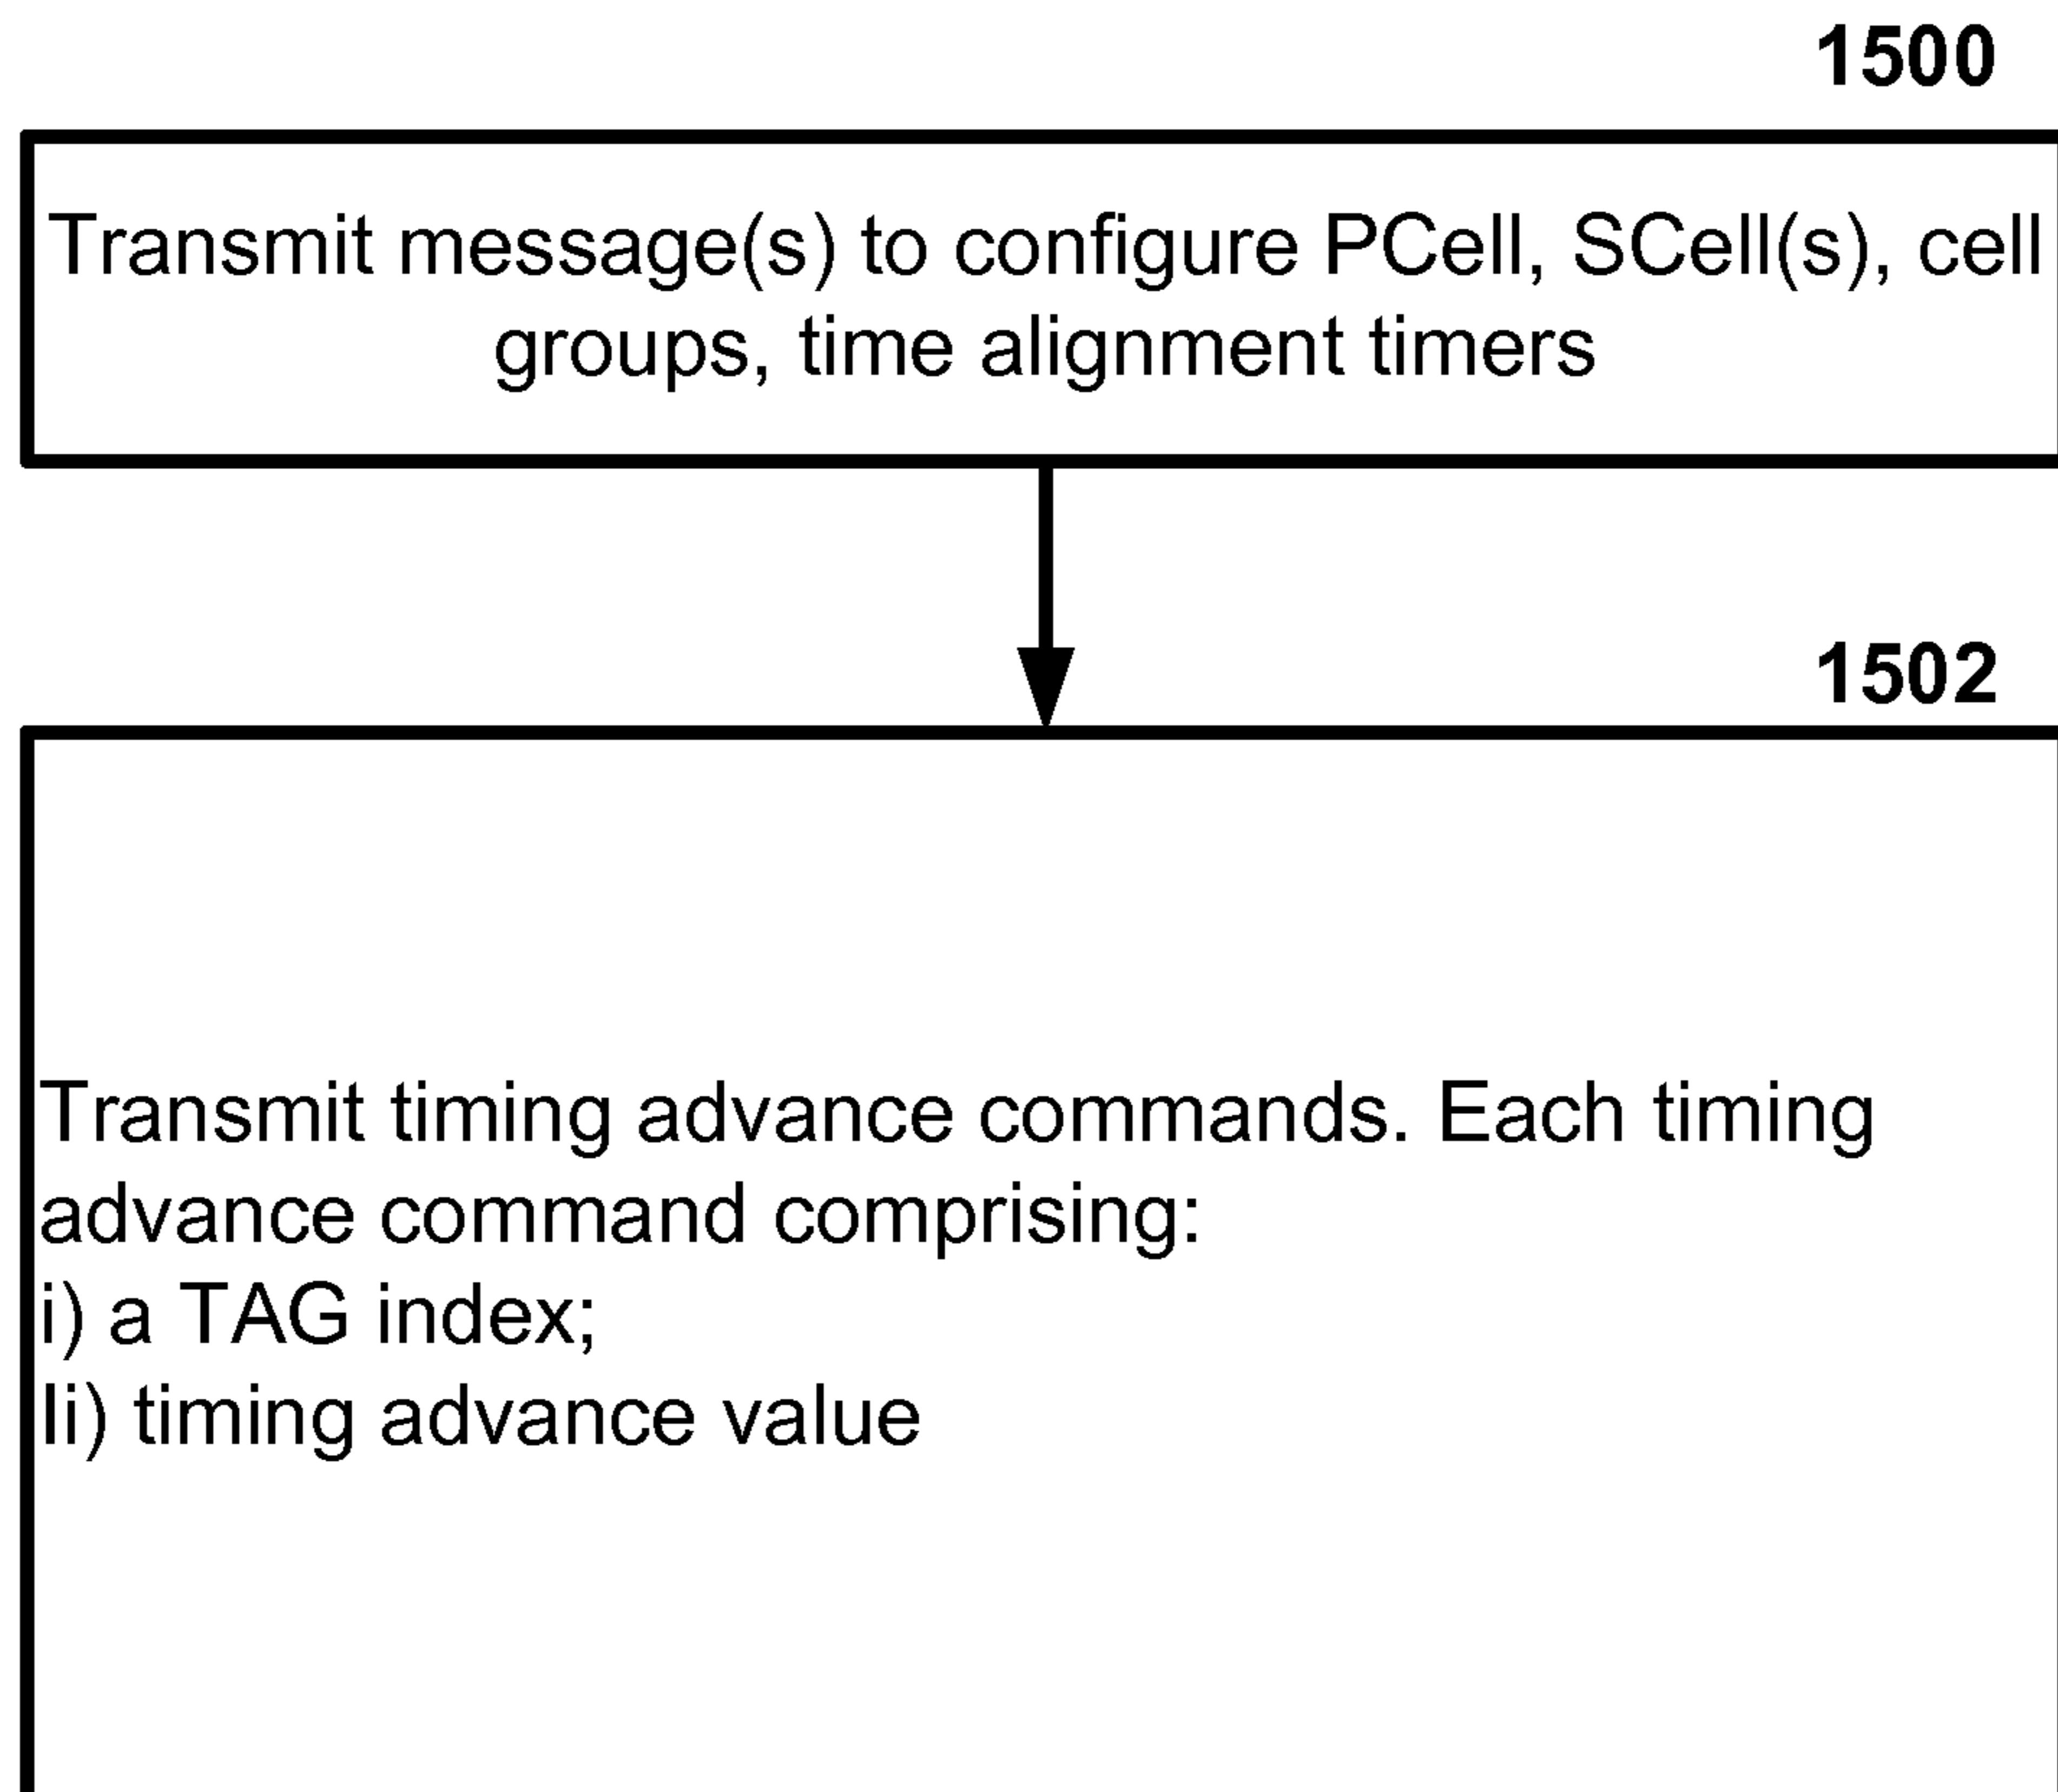 1500
Transmit message(s) to configure PCell, SCell(s), cell
groups, time alignment timers
1502
Transmit timing advance commands. Each timing
advance command comprising:
i) a TAG index;
Ii) timing advance value